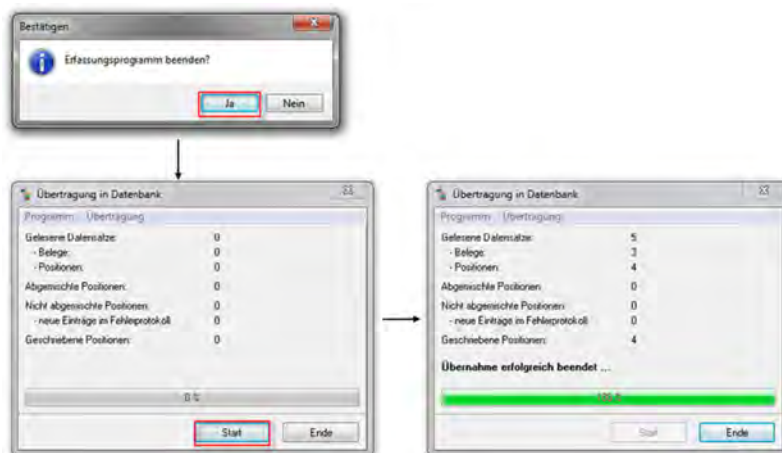 Bestätigen
Erfassungsprogramm beenden?
Ja Nein
Übertragung in Datenbank
Programm Übertragung
Gelesene Datensätze: 0
- Belege: 0
- Positionen: 0
Abgemischte Positionen: 0
Nicht abgemischte Positionen: 0
- neue Einträge im Fehlerprotokoll 0
Geschriebene Positionen: 0
0 %
Start Ende
Übertragung in Datenbank
Programm Übertragung
Gelesene Datensätze: 5
- Belege: 3
- Positionen: 4
Abgemischte Positionen: 0
Nicht abgemischte Positionen: 0
- neue Einträge im Fehlerprotokoll 0
Geschriebene Positionen: 4
Übernahme erfolgreich beendet ...
Start Ende